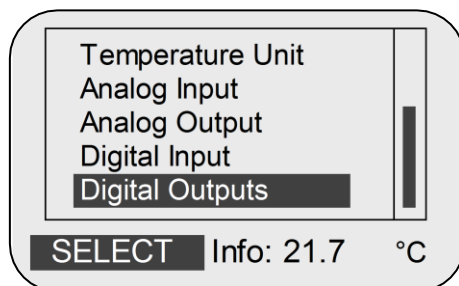 Temperature Unit
Analog Input
Analog Output
Digital Input
Digital Outputs
SELECT Info: 21.7 °C